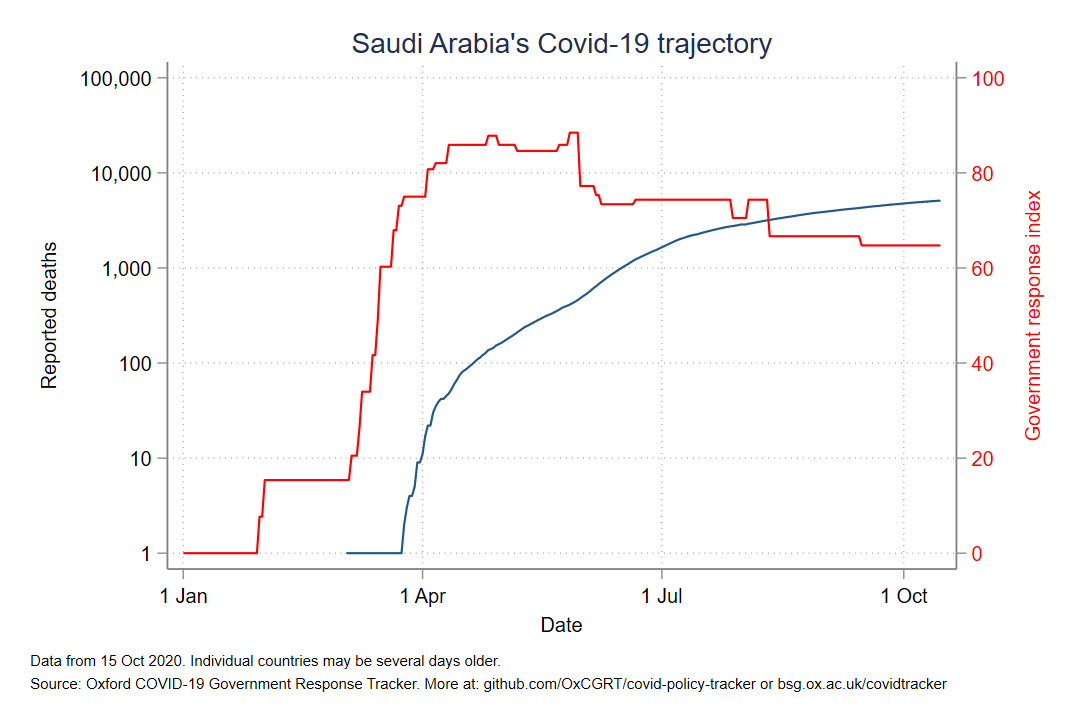 Saudi Arabia's Covid-19 trajectory
100,000
10,000
1,000
100
10
1
Reported deaths
100
80
60
40
20
0
Government response index
1 Jan
1 Apr
1 Jul
1 Oct
Date
Data from 15 Oct 2020. Individual countries may be several days older.
Source: Oxford COVID-19 Government Response Tracker. More at: github.com/OxCGRT/covid-policy-tracker or bsg.ox.ac.uk/covidtracker